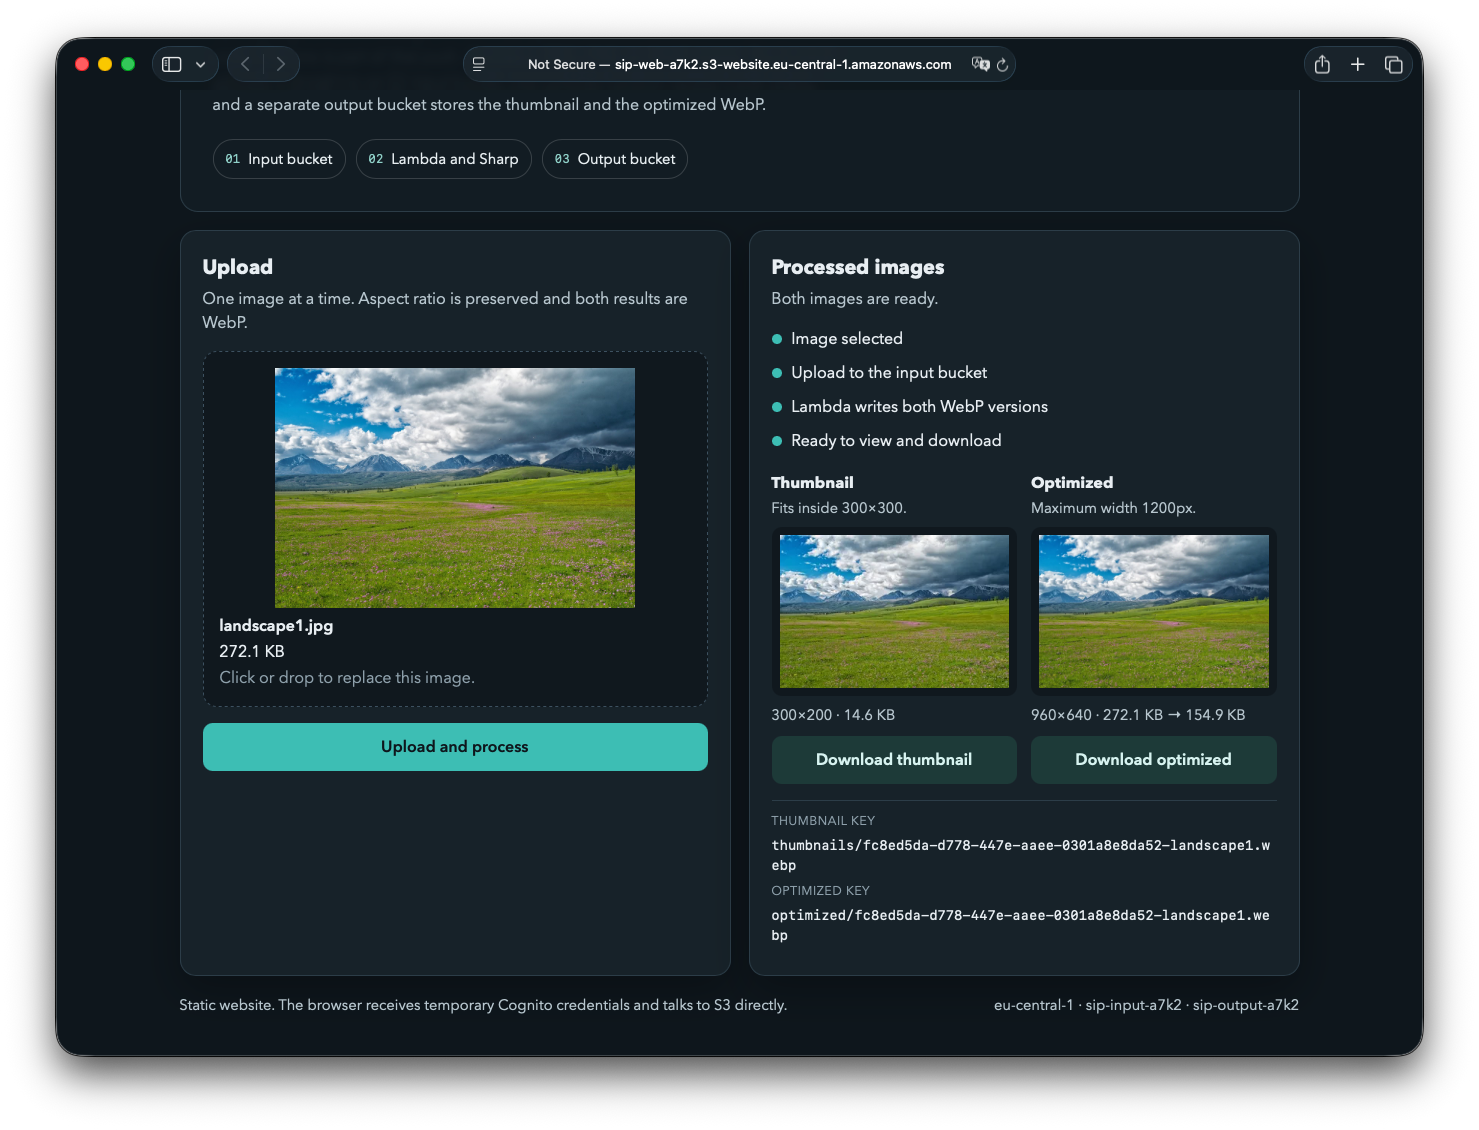 Not Secure — sip-web-a7k2.s3-website.eu-central-1.amazonaws.com
and a separate output bucket stores the thumbnail and the optimized WebP.
01 Input bucket
02 Lambda and Sharp
03 Output bucket
Upload
One image at a time. Aspect ratio is preserved and both results are
WebP.
landscape1.jpg
272.1 KB
Click or drop to replace this image.
Upload and process
Processed images
Both images are ready.
Image selected
Upload to the input bucket
Lambda writes both WebP versions
Ready to view and download
Thumbnail
Fits inside 300×300.
300×200 · 14.6 KB
Download thumbnail
Optimized
Maximum width 1200px.
960×640 · 272.1 KB → 154.9 KB
Download optimized
THUMBNAIL KEY
thumbnails/fc8ed5da-d778-447e-aaee-0301a8e8da52-landscape1.w
ebp
OPTIMIZED KEY
optimized/fc8ed5da-d778-447e-aaee-0301a8e8da52-landscape1.we
bp
Static website. The browser receives temporary Cognito credentials and talks to S3 directly.
eu-central-1 · sip-input-a7k2 · sip-output-a7k2